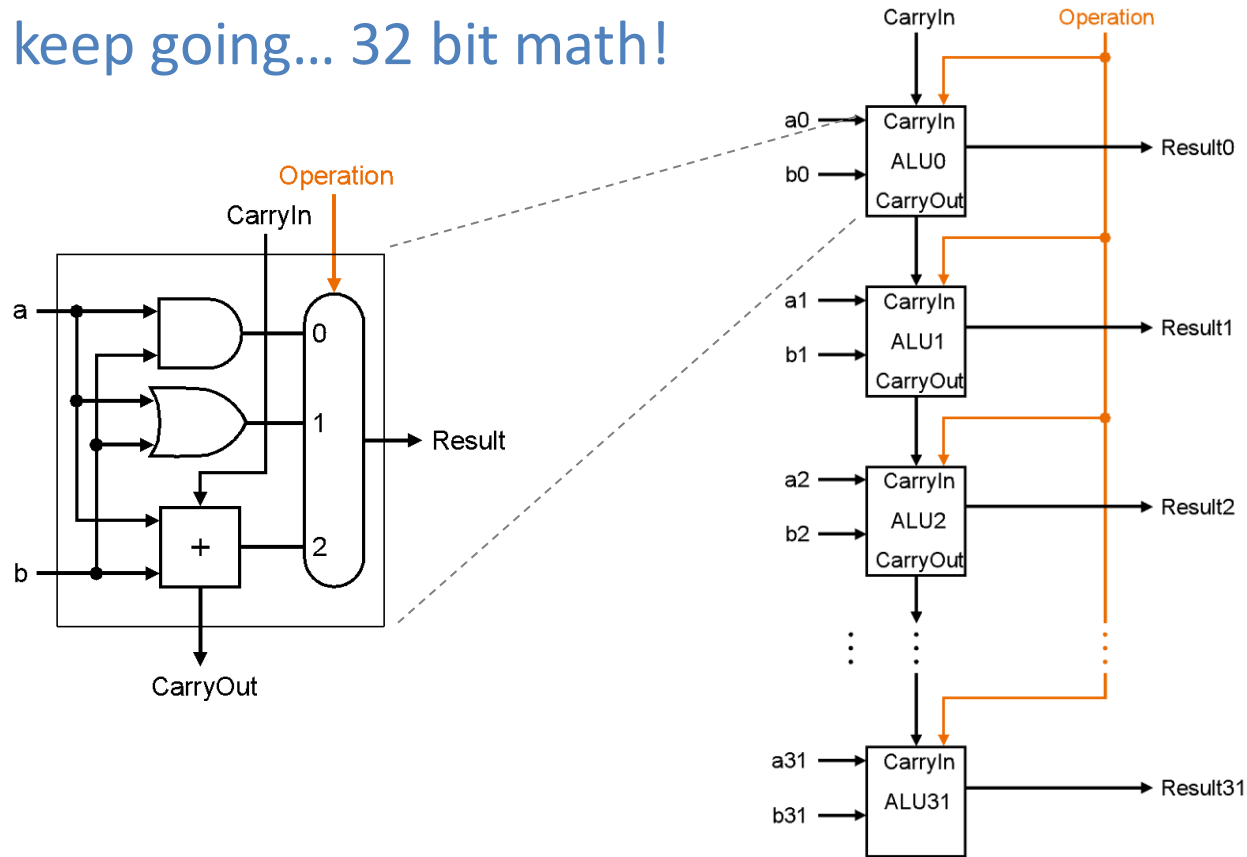 keep going... 32 bit math!
Operation
CarryIn
a
0
1
Result
+
2
b
CarryOut
CarryIn
Operation
a0
CarryIn
Result0
ALU0
b0
CarryOut
a1
CarryIn
Result1
ALU1
b1
CarryOut
a2
CarryIn
Result2
ALU2
b2
CarryOut
a31
CarryIn
Result31
ALU31
b31